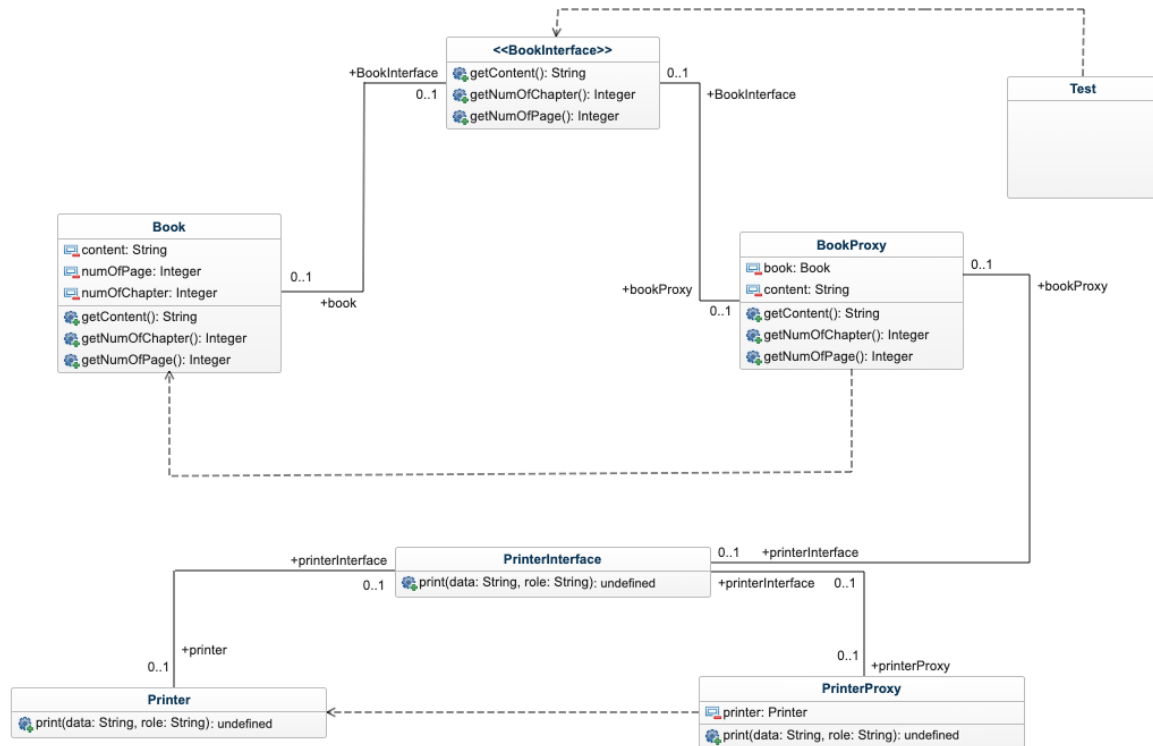 <<BookInterface>>
getContent(): String
getNumOfChapter(): Integer
getNumOfPage(): Integer
+BookInterface
0..1
0..1
+BookInterface
Test
Book
content: String
numOfPage: Integer
numOfChapter: Integer
getContent(): String
getNumOfChapter(): Integer
getNumOfPage(): Integer
0..1
+book
BookProxy
book: Book
content: String
getContent(): String
getNumOfChapter(): Integer
getNumOfPage(): Integer
+bookProxy
0..1
0..1
+bookProxy
PrinterInterface
print(data: String, role: String): undefined
+printerInterface
0..1
0..1 +printerInterface
+printerInterface 0..1
+printer
0..1
0..1
+printerProxy
Printer
print(data: String, role: String): undefined
PrinterProxy
printer: Printer
print(data: String, role: String): undefined